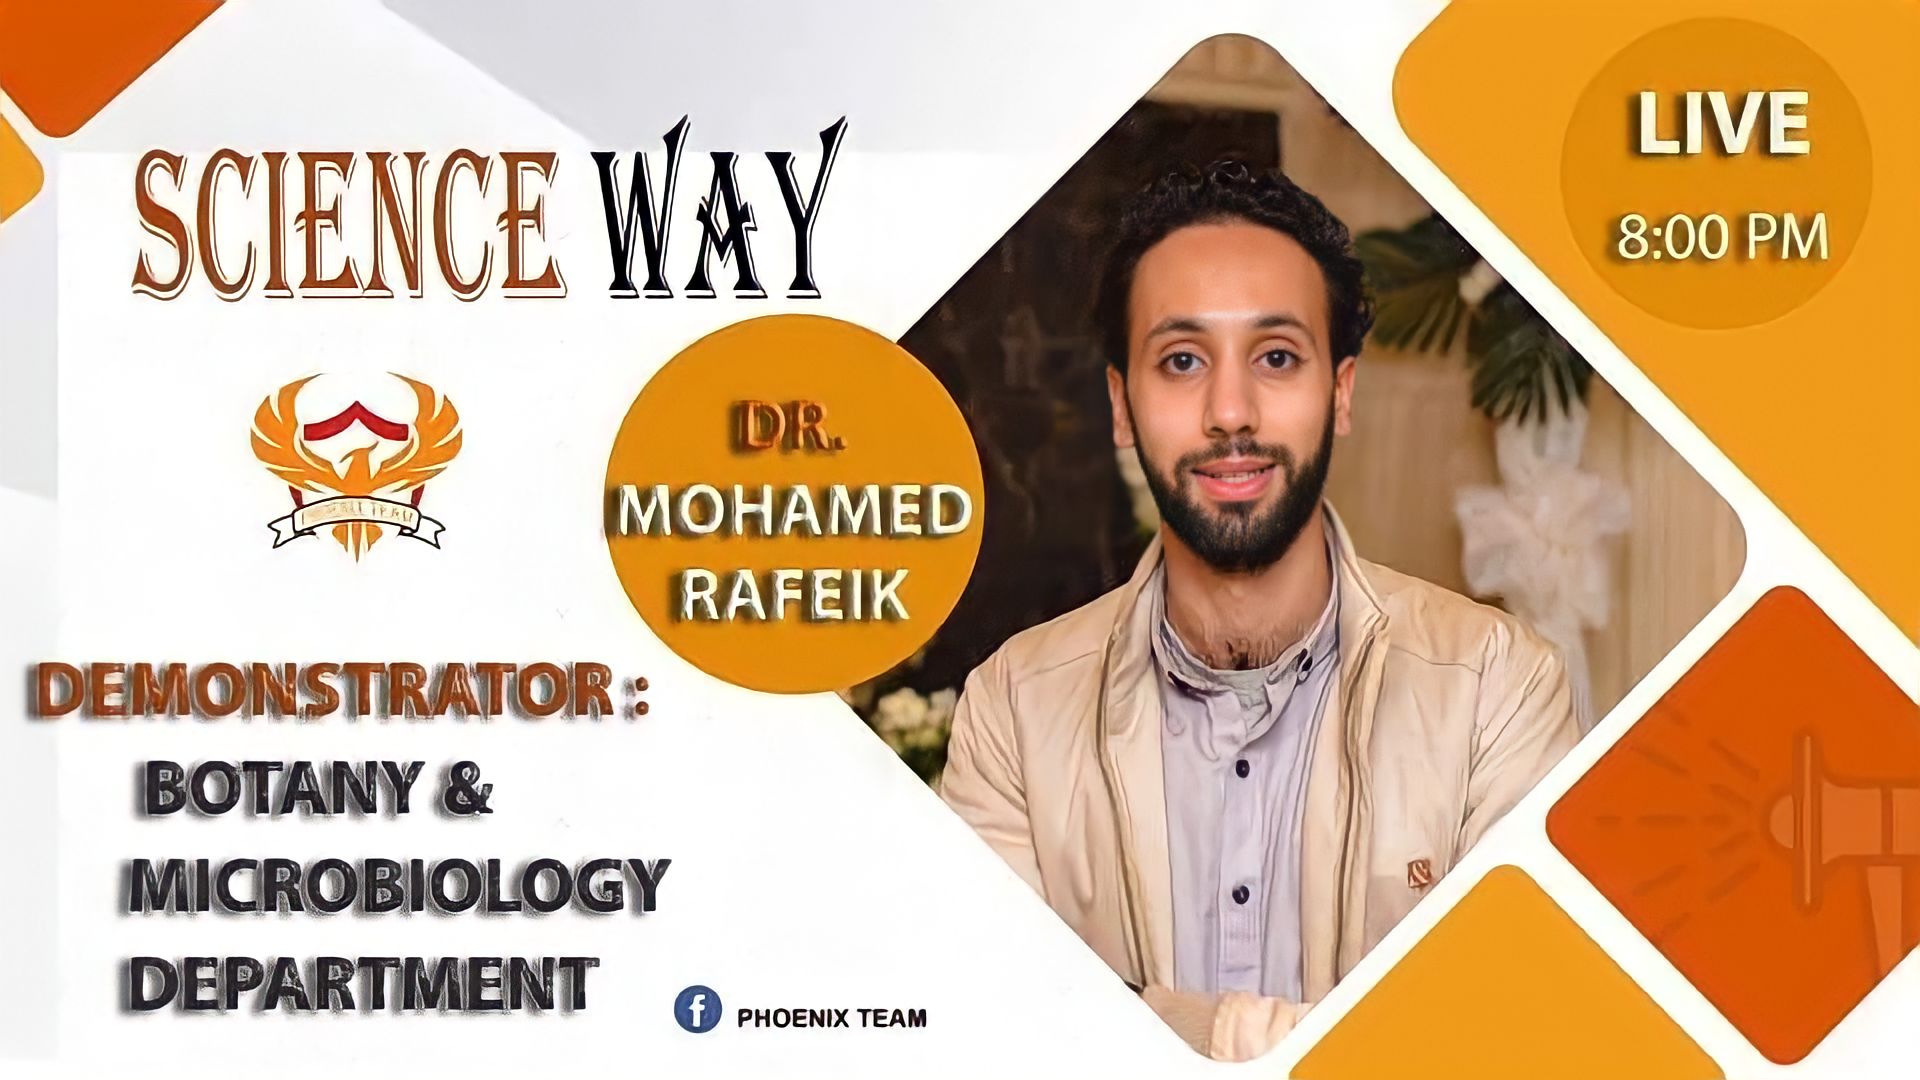 SCIENCE WAY
LIVE
8:00 PM
DR.
MOHAMED
RAFEIK
DEMONSTRATOR :
BOTANY &
MICROBIOLOGY
DEPARTMENT
PHOENIX TEAM